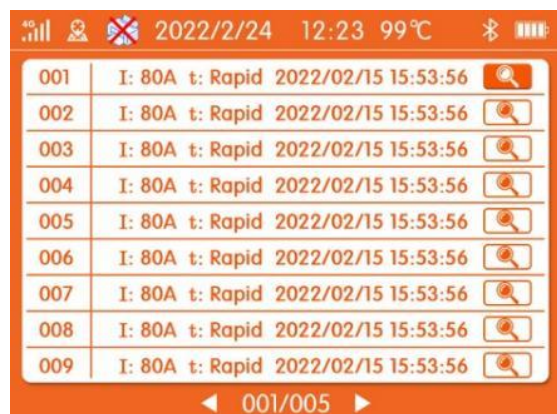 4G 2022/2/24 12:23 99℃
001 I: 80A t: Rapid 2022/02/15 15:53:56
002 I: 80A t: Rapid 2022/02/15 15:53:56
003 I: 80A t: Rapid 2022/02/15 15:53:56
004 I: 80A t: Rapid 2022/02/15 15:53:56
005 I: 80A t: Rapid 2022/02/15 15:53:56
006 I: 80A t: Rapid 2022/02/15 15:53:56
007 I: 80A t: Rapid 2022/02/15 15:53:56
008 I: 80A t: Rapid 2022/02/15 15:53:56
009 I: 80A t: Rapid 2022/02/15 15:53:56
001/005